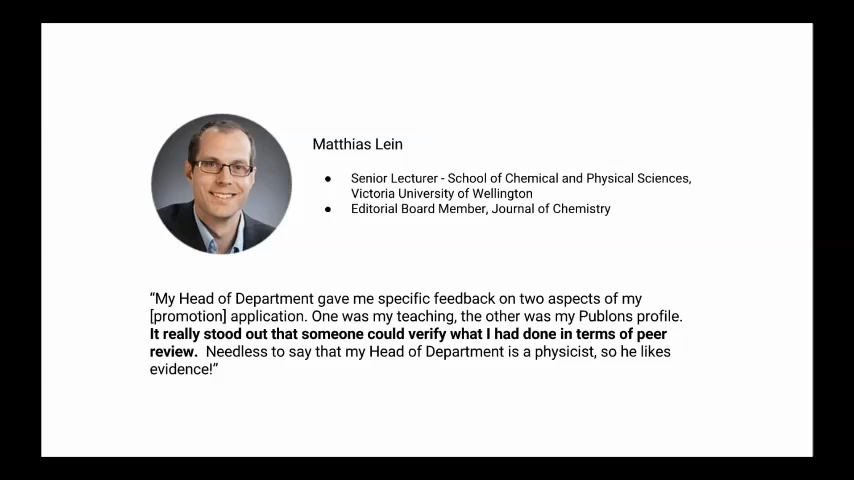 Matthias Lein
● Senior Lecturer - School of Chemical and Physical Sciences,
Victoria University of Wellington
● Editorial Board Member, Journal of Chemistry
“My Head of Department gave me specific feedback on two aspects of my
[promotion] application. One was my teaching, the other was my Publons profile.
It really stood out that someone could verify what I had done in terms of peer
review. Needless to say that my Head of Department is a physicist, so he likes
evidence!”